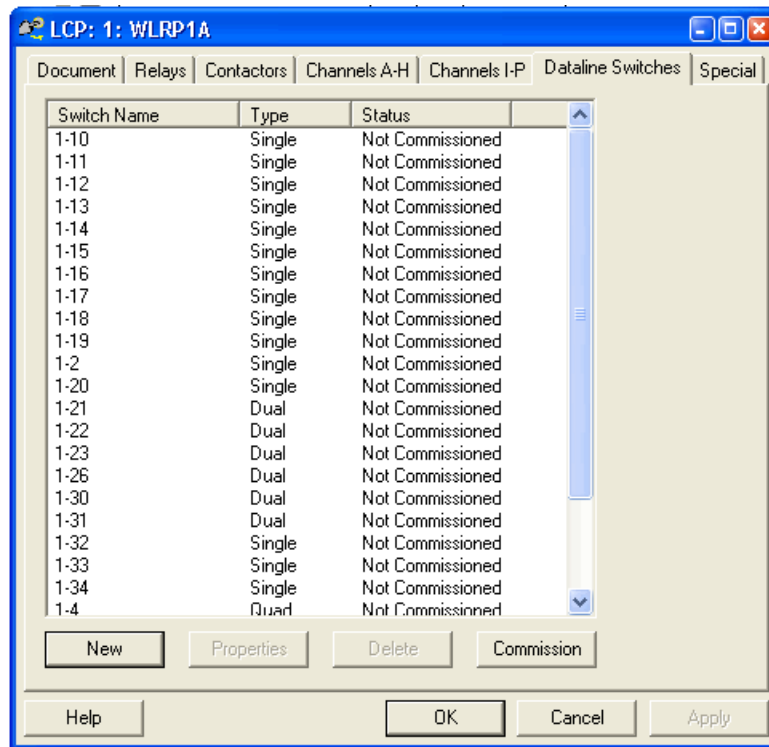 LCP: 1: WLRP1A
Document Relays Contactors Channels A-H Channels I-P Dataline Switches Special
Switch Name Type Status
1-10 Single Not Commissioned
1-11 Single Not Commissioned
1-12 Single Not Commissioned
1-13 Single Not Commissioned
1-14 Single Not Commissioned
1-15 Single Not Commissioned
1-16 Single Not Commissioned
1-17 Single Not Commissioned
1-18 Single Not Commissioned
1-19 Single Not Commissioned
1-2 Single Not Commissioned
1-20 Single Not Commissioned
1-21 Dual Not Commissioned
1-22 Dual Not Commissioned
1-23 Dual Not Commissioned
1-26 Dual Not Commissioned
1-30 Dual Not Commissioned
1-31 Dual Not Commissioned
1-32 Single Not Commissioned
1-33 Single Not Commissioned
1-34 Single Not Commissioned
1-4 Quad Not Commissioned
New Properties Delete Commission
Help OK Cancel Apply